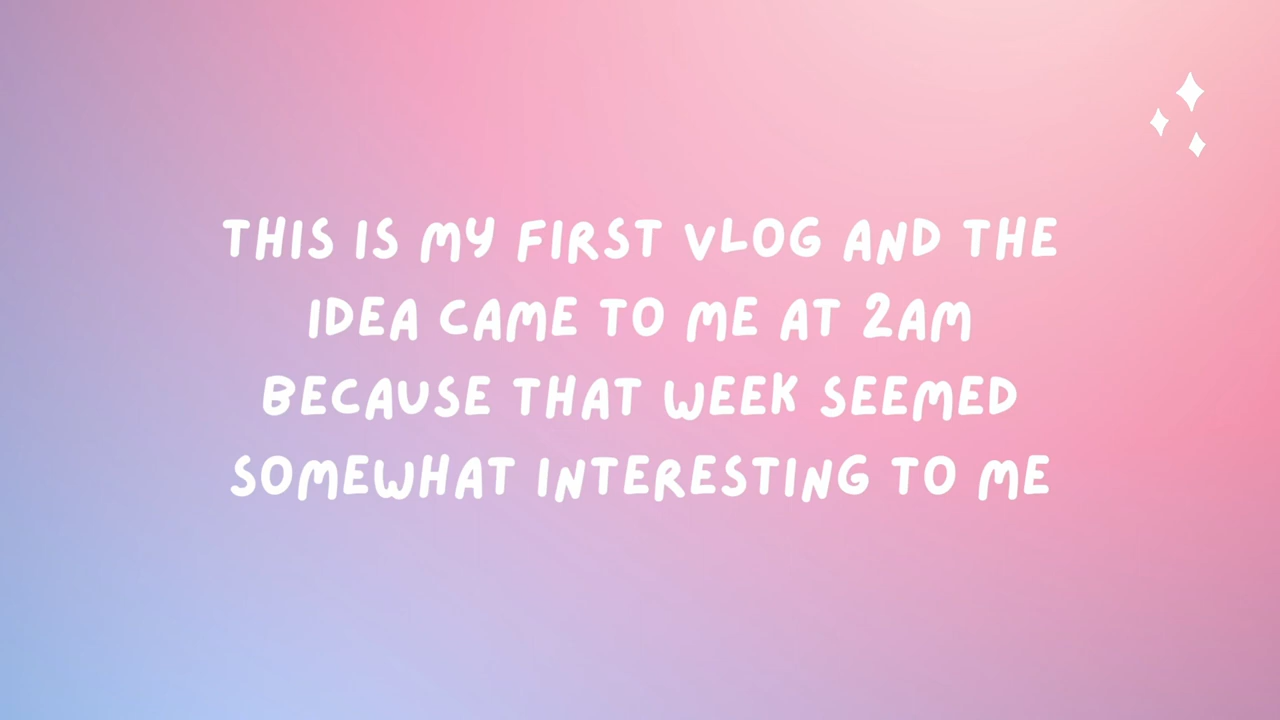 THIS IS MY FIRST VLOG AND THE
IDEA CAME TO ME AT 2AM
BECAUSE THAT WEEK SEEMED
SOMEWHAT INTERESTING TO ME